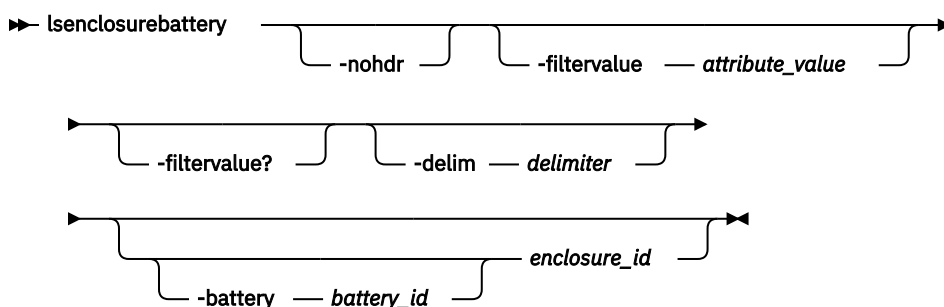 lsenclosurebattery
-nohdr -filtervalue attribute_value
-filtervalue? -delim delimiter
enclosure_id
-battery battery_id